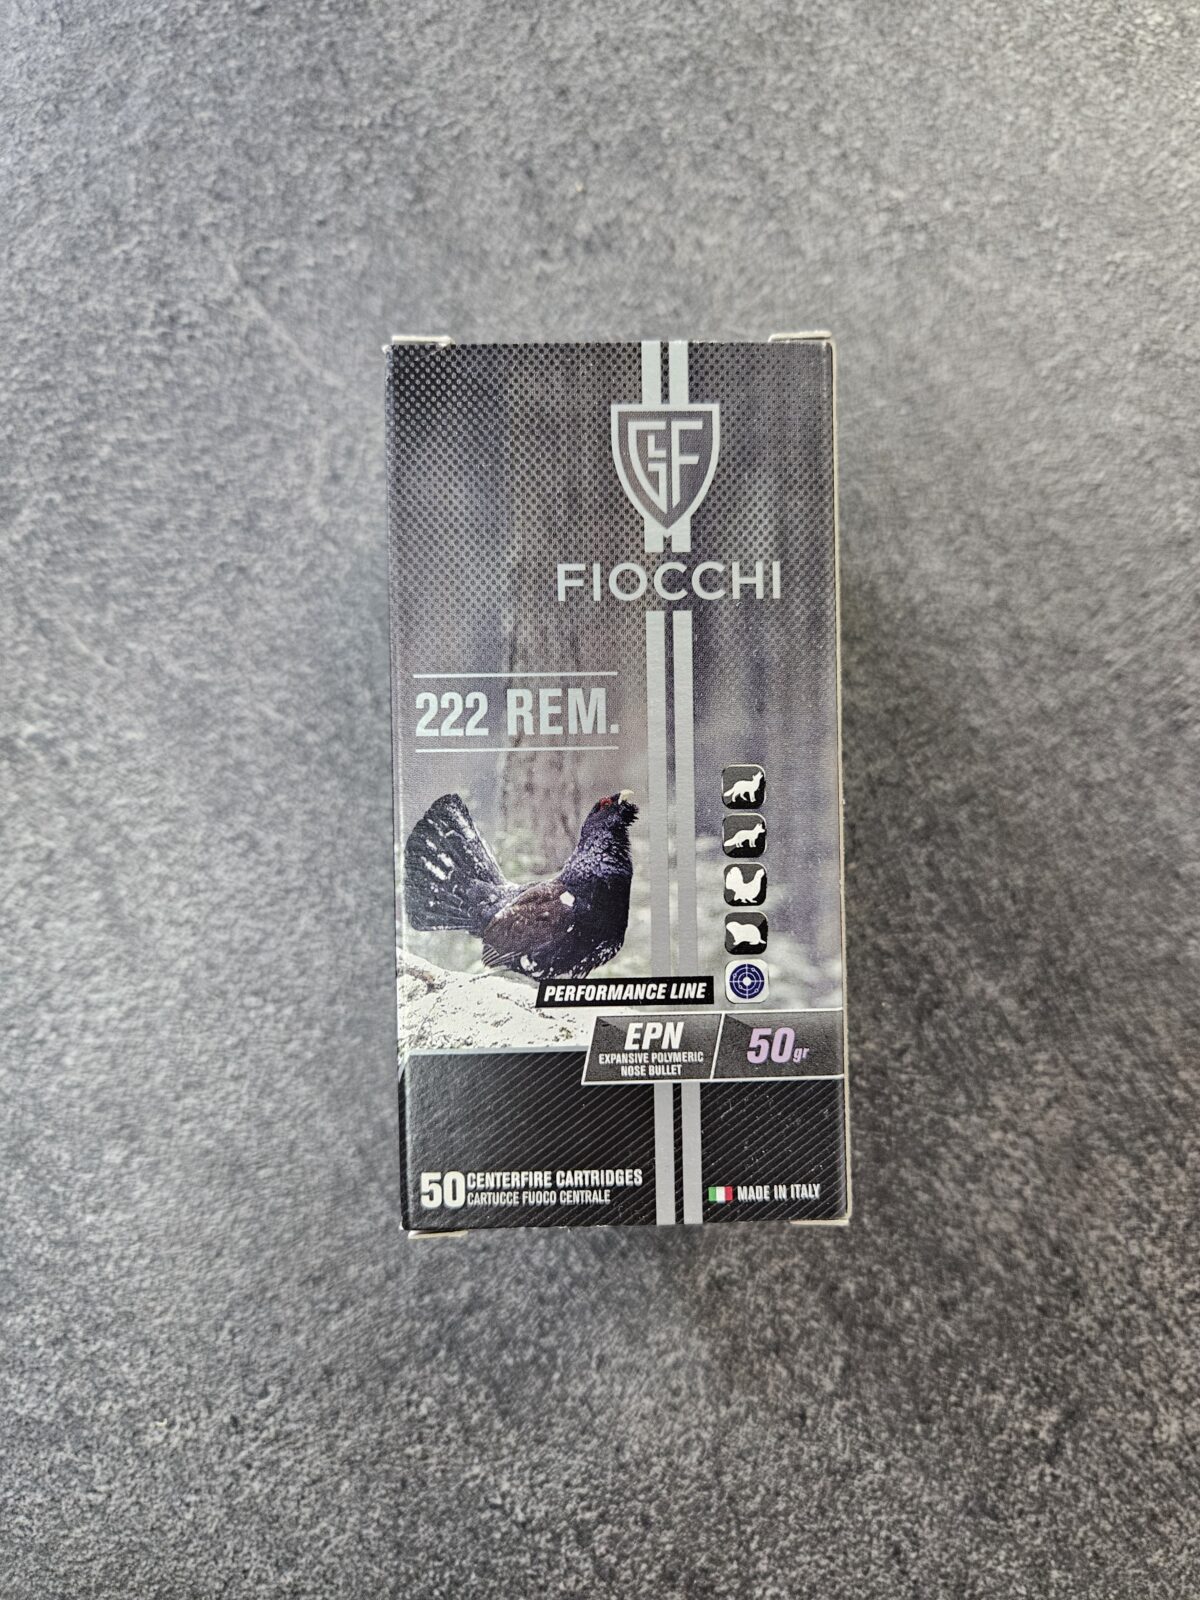 GLF
FIOCCHI
222 REM.
PERFORMANCE LINE
EPN
EXPANSIVE POLYMERIC
NOSE BULLET
50gr
50 CENTERFIRE CARTRIDGES
CARTUCCE FUOCO CENTRALE
MADE IN ITALY